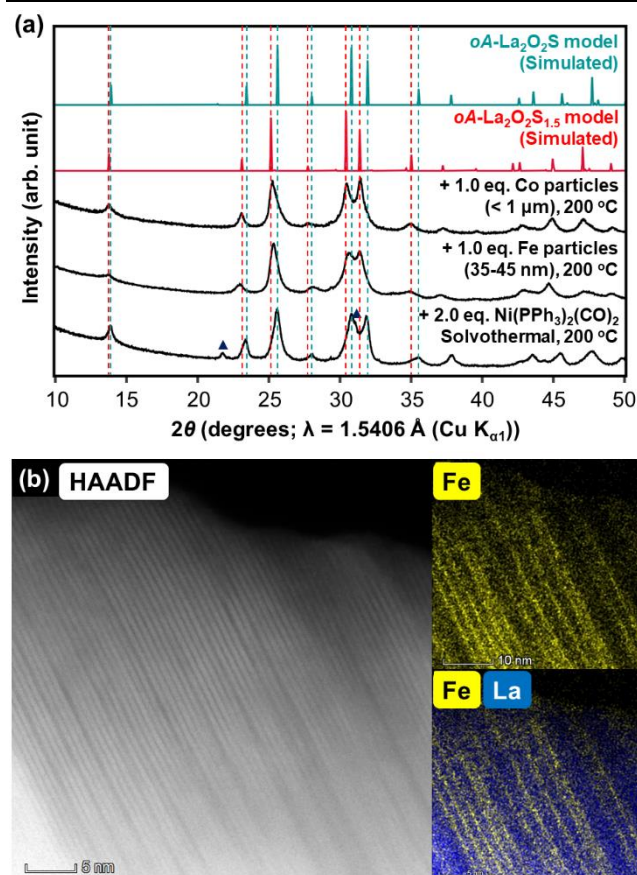 (a)
oA-La₂O₂S model
(Simulated)
oA-La₂O₂S₁.₅ model
(Simulated)
+ 1.0 eq. Co particles
(< 1 μm), 200 °C
+ 1.0 eq. Fe particles
(35-45 nm), 200 °C
+ 2.0 eq. Ni(PPh₃)₂(CO)₂
Solvothermal, 200 °C
Intensity (arb. unit)
10 15 20 25 30 35 40 45 50
2θ (degrees; λ = 1.5406 Å (Cu Kα1))
(b) HAADF
5 nm
Fe
10 nm
Fe La